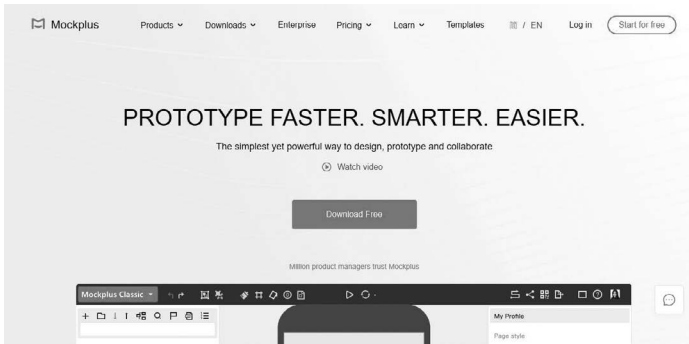 Mockplus Products Downloads Enterprise Pricing Learn Templates 简 / EN Log in Start for free
PROTOTYPE FASTER. SMARTER. EASIER.
The simplest yet powerful way to design, prototype and collaborate
Watch video
Download Free
Million product managers trust Mockplus
Mockplus Classic
My Profile
Page style